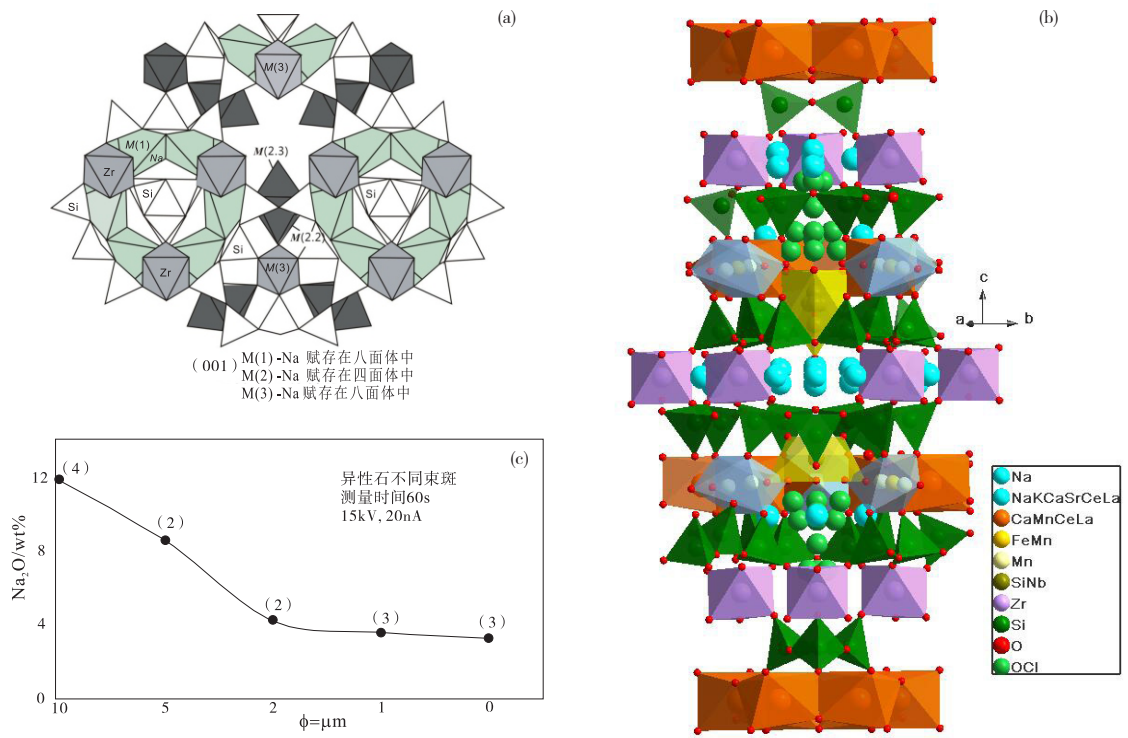 (a)
M(3)
M(1)
Na
M(2.3)
Zr
Si
Si
Si
M(2.2)
Si
Zr
M(3)
Zr
(001)
M(1)-Na 赋存在八面体中
M(2)-Na 赋存在四面体中
M(3)-Na 赋存在八面体中
(b)
c
a
b
Na
NaKCaSrCeLa
CaMnCeLa
FeMn
Mn
SiNb
Zr
Si
O
OCl
(c)
异性石不同束斑
测量时间60s
15kV, 20nA
Na₂O/wt%
12
8
4
0
(4)
(2)
(2)
(3)
(3)
10
5
2
1
0
ϕ=μm